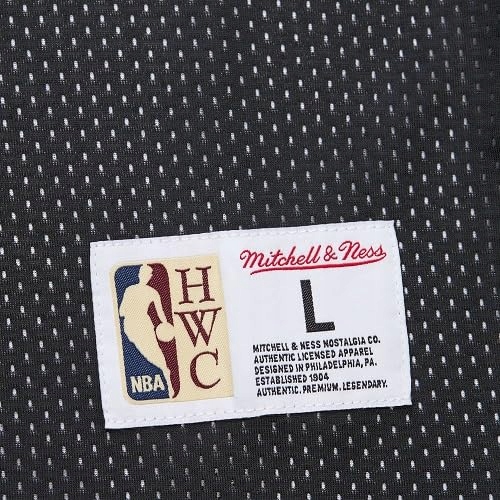 NBA
H
W
C
Mitchell & Ness
L
MITCHELL & NESS NOSTALGIA CO.
AUTHENTIC LICENSED APPAREL
DESIGNED IN PHILADELPHIA, PA.
ESTABLISHED 1904
AUTHENTIC. PREMIUM. LEGENDARY.